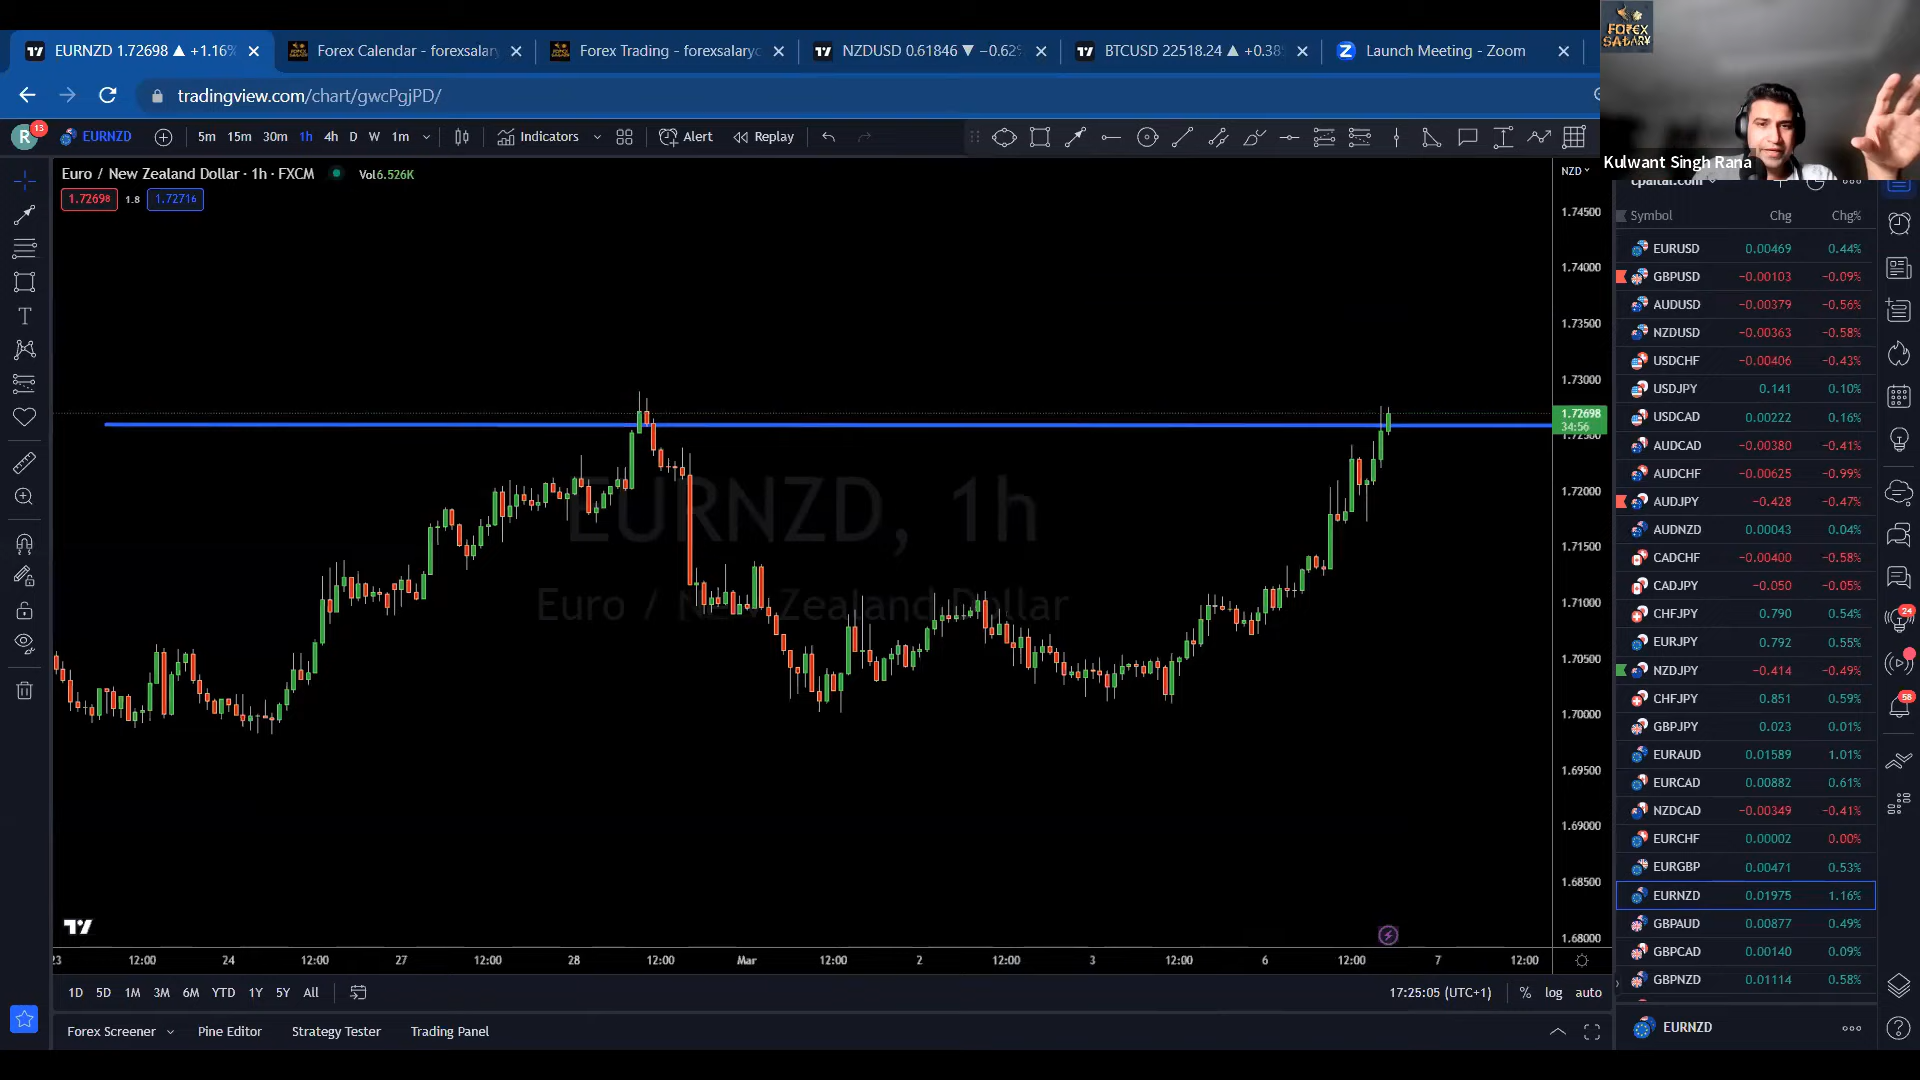 EURNZD 1.72698 ▲ +1.16%
Forex Calendar - forexsalary
Forex Trading - forexsalaryc
NZDUSD 0.61846 ▼ −0.62%
BTCUSD 22518.24 ▲ +0.38%
Launch Meeting - Zoom
FOREX
SALARY
tradingview.com/chart/gwcPgjPD/
R 13 EURNZD 5m 15m 30m 1h 4h D W 1m Indicators Alert Replay
Kulwant Singh Rana
Euro / New Zealand Dollar · 1h · FXCM Vol6.526K
1.72698 1.8 1.72716
NZD
1.74500
1.74000
1.73500
1.73000
1.72698
34:56
1.72500
1.72000
1.71500
1.71000
1.70500
1.70000
1.69500
1.69000
1.68500
1.68000
EURNZD, 1h
Euro / New Zealand Dollar
23 12:00 24 12:00 27 12:00 28 12:00 Mar 12:00 2 12:00 3 12:00 6 12:00 7 12:00
1D 5D 1M 3M 6M YTD 1Y 5Y All
17:25:05 (UTC+1) % log auto
Forex Screener Pine Editor Strategy Tester Trading Panel
Symbol Chg Chg%
EURUSD 0.00469 0.44%
GBPUSD −0.00103 −0.09%
AUDUSD −0.00379 −0.56%
NZDUSD −0.00363 −0.58%
USDCHF −0.00406 −0.43%
USDJPY 0.141 0.10%
USDCAD 0.00222 0.16%
AUDCAD −0.00380 −0.41%
AUDCHF −0.00625 −0.99%
AUDJPY −0.428 −0.47%
AUDNZD 0.00043 0.04%
CADCHF −0.00400 −0.58%
CADJPY −0.050 −0.05%
CHFJPY 0.790 0.54%
EURJPY 0.792 0.55%
NZDJPY −0.414 −0.49%
CHFJPY 0.851 0.59%
GBPJPY 0.023 0.01%
EURAUD 0.01589 1.01%
EURCAD 0.00882 0.61%
NZDCAD −0.00349 −0.41%
EURCHF 0.00002 0.00%
EURGBP 0.00471 0.53%
EURNZD 0.01975 1.16%
GBPAUD 0.00877 0.49%
GBPCAD 0.00140 0.09%
GBPNZD 0.01114 0.58%
EURNZD
24
58